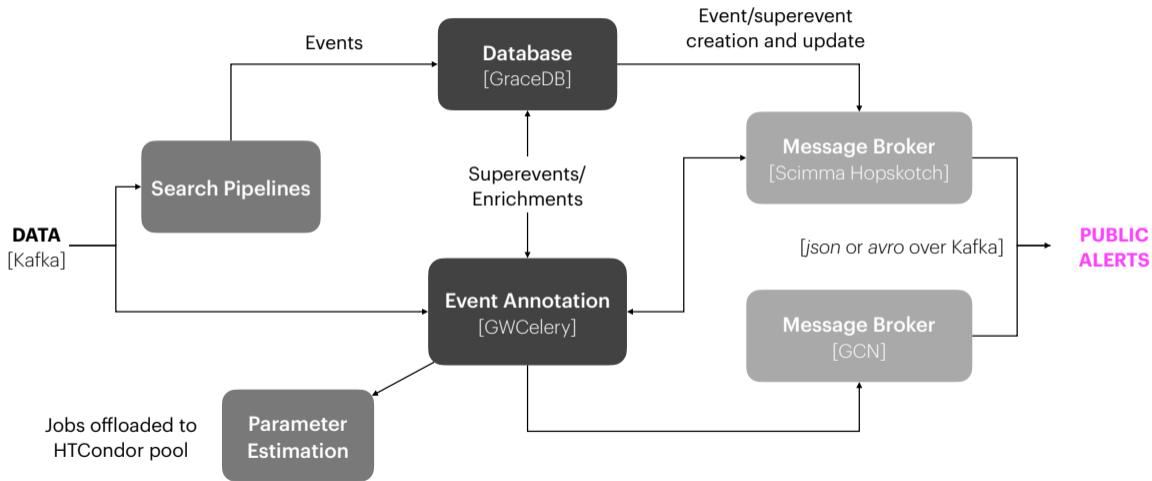 Events
Database
[GraceDB]
Event/superevent
creation and update
Search Pipelines
Superevents/
Enrichments
Message Broker
[Scimma Hopskotch]
DATA
[Kafka]
[json or avro over Kafka]
PUBLIC
ALERTS
Event Annotation
[GWCelery]
Message Broker
[GCN]
Jobs offloaded to
HTCondor pool
Parameter
Estimation